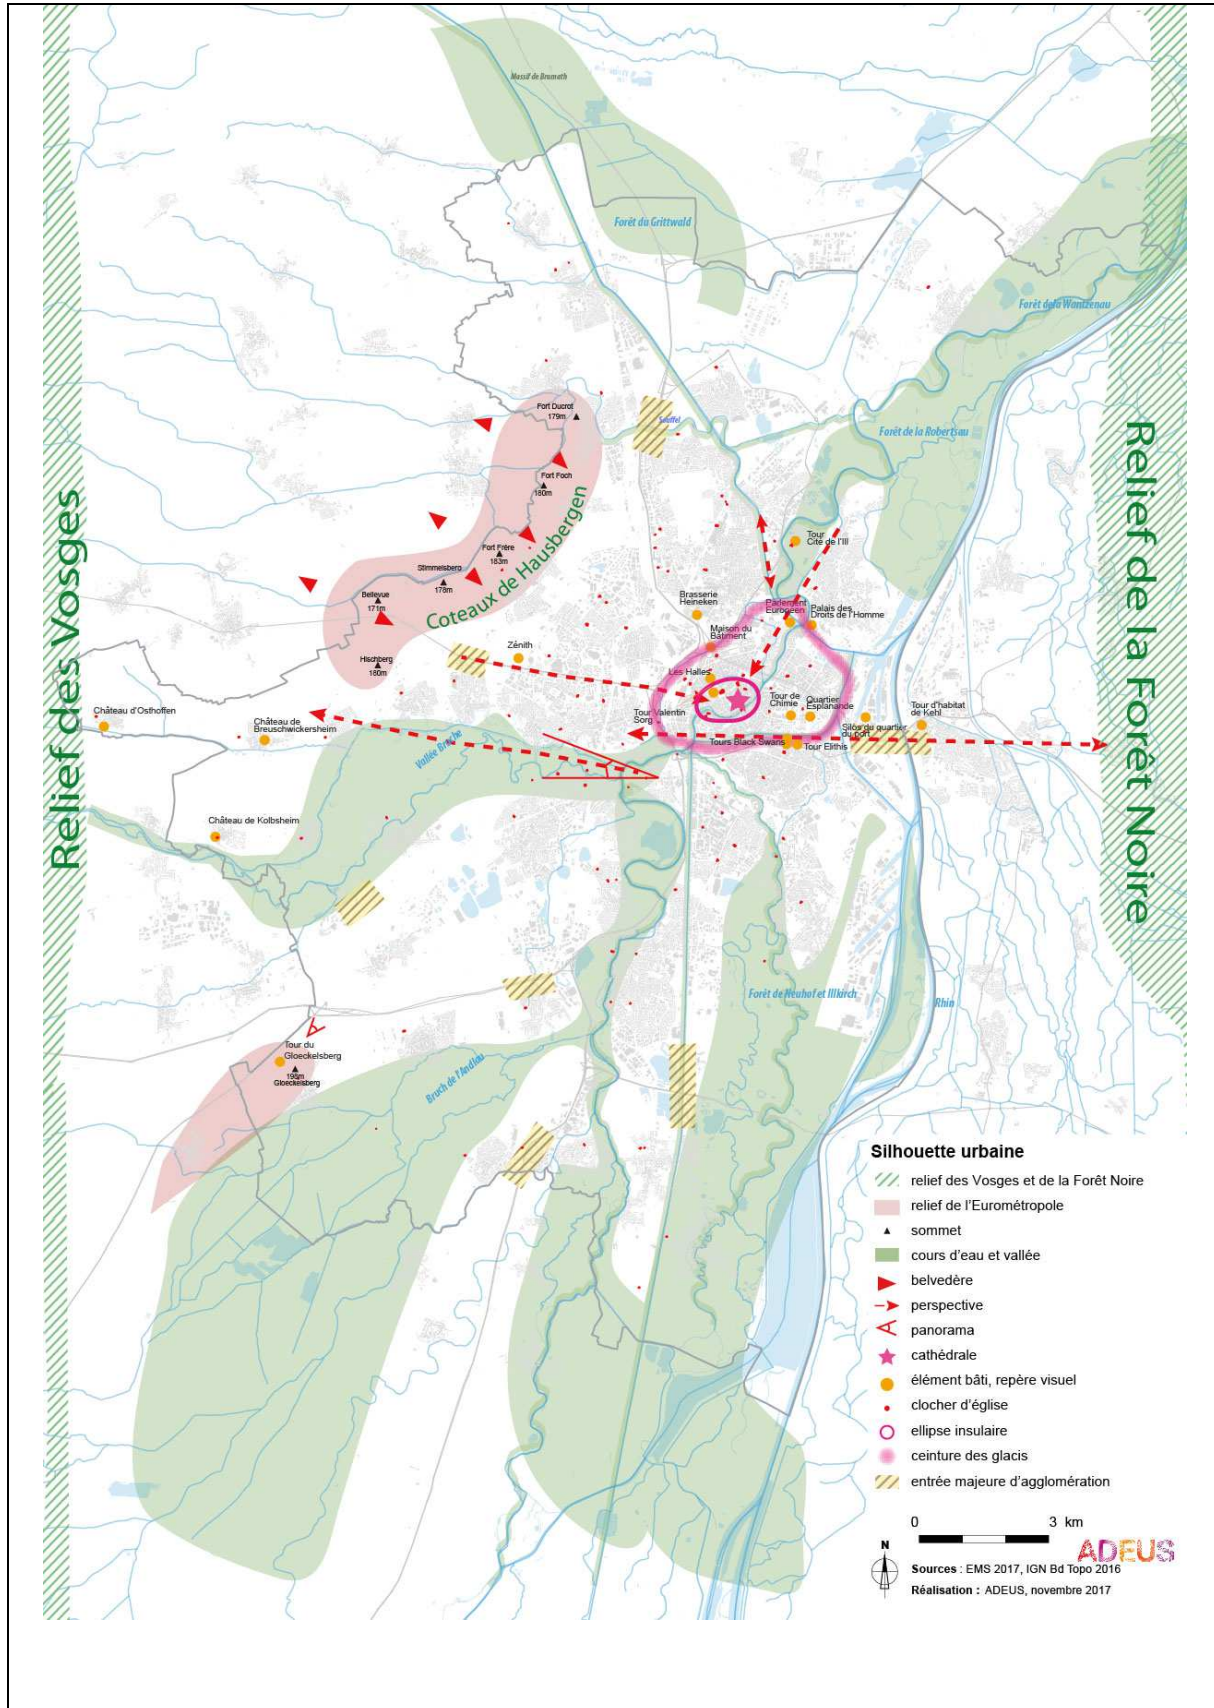 Massif de Brumath
Forêt du Grittwald
Forêt de la Wantzenau
Fort Ducrot
179m
Souffel
Forêt de la Robertsau
Relief des Vosges
Relief de la Forêt Noire
Fort Foch
180m
Coteaux de Hausbergen
Tour
Cité de l'Ill
Fort Frère
183m
Stimmelsberg
178m
Bellevue
171m
Brasserie
Heineken
Parlement
Européen
Palais des
Droits de l'Homme
Maison du
Bâtiment
Zénith
Hischberg
180m
Les Halles
Château d'Osthoffen
Château de
Breuschwickersheim
Tour Valentin
Sorg
Tour de
Chimie
Quartier
Esplanande
Silos du quartier
du port
Tour d'habitat
de Kehl
Tours Black Swans
Tour Elithis
Vallée Bruche
Château de Kolbsheim
Forêt de Neuhof et Illkirch
Rhin
Tour du
Gloeckelsberg
195m
Gloeckelsberg
Bruch de l'Andlau
Silhouette urbaine
relief des Vosges et de la Forêt Noire
relief de l'Eurométropole
sommet
cours d'eau et vallée
belvedère
perspective
panorama
cathédrale
élément bâti, repère visuel
clocher d'église
ellipse insulaire
ceinture des glacis
entrée majeure d'agglomération
0 3 km
N
ADEUS
Sources : EMS 2017, IGN Bd Topo 2016
Réalisation : ADEUS, novembre 2017